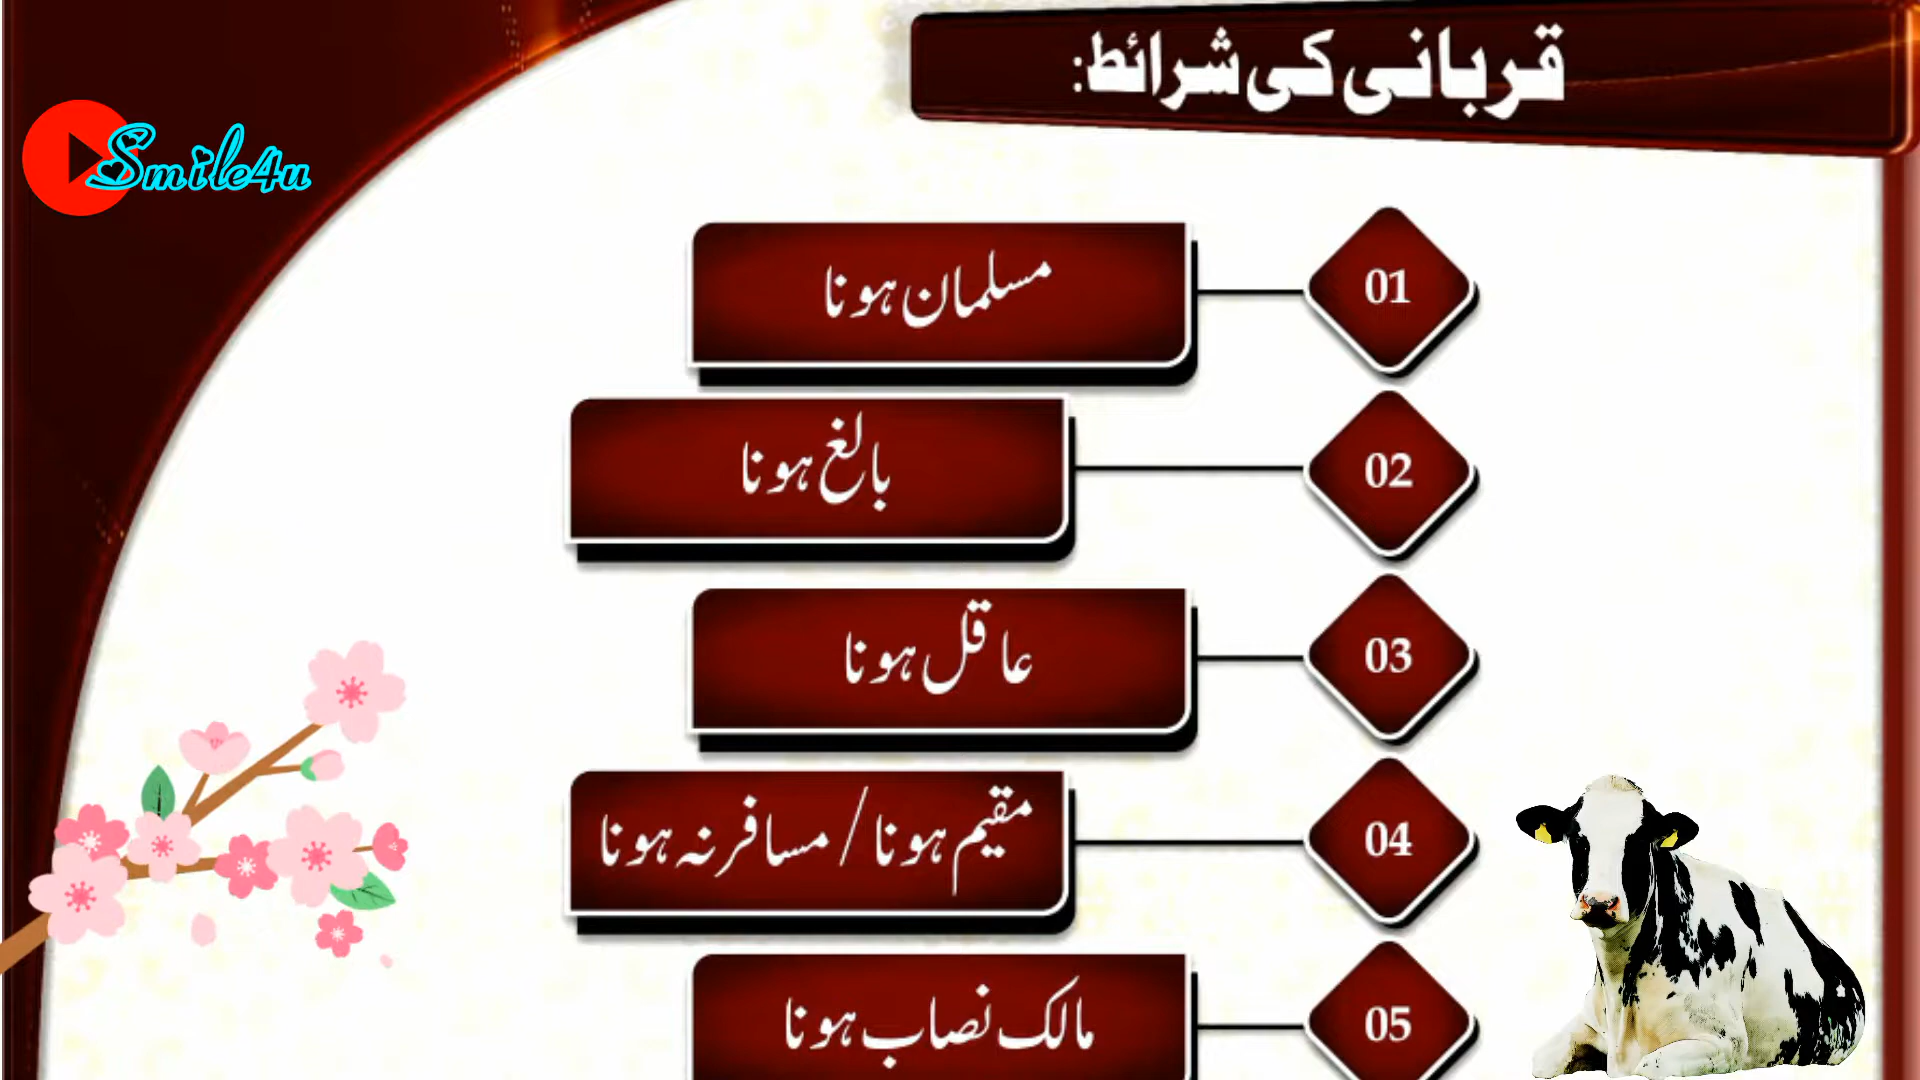 قربانی کی شرائط:
Smile4u
01 مسلمان ہونا
02 بالغ ہونا
03 عاقل ہونا
04 مقیم ہونا / مسافر نہ ہونا
05 مالک نصاب ہونا